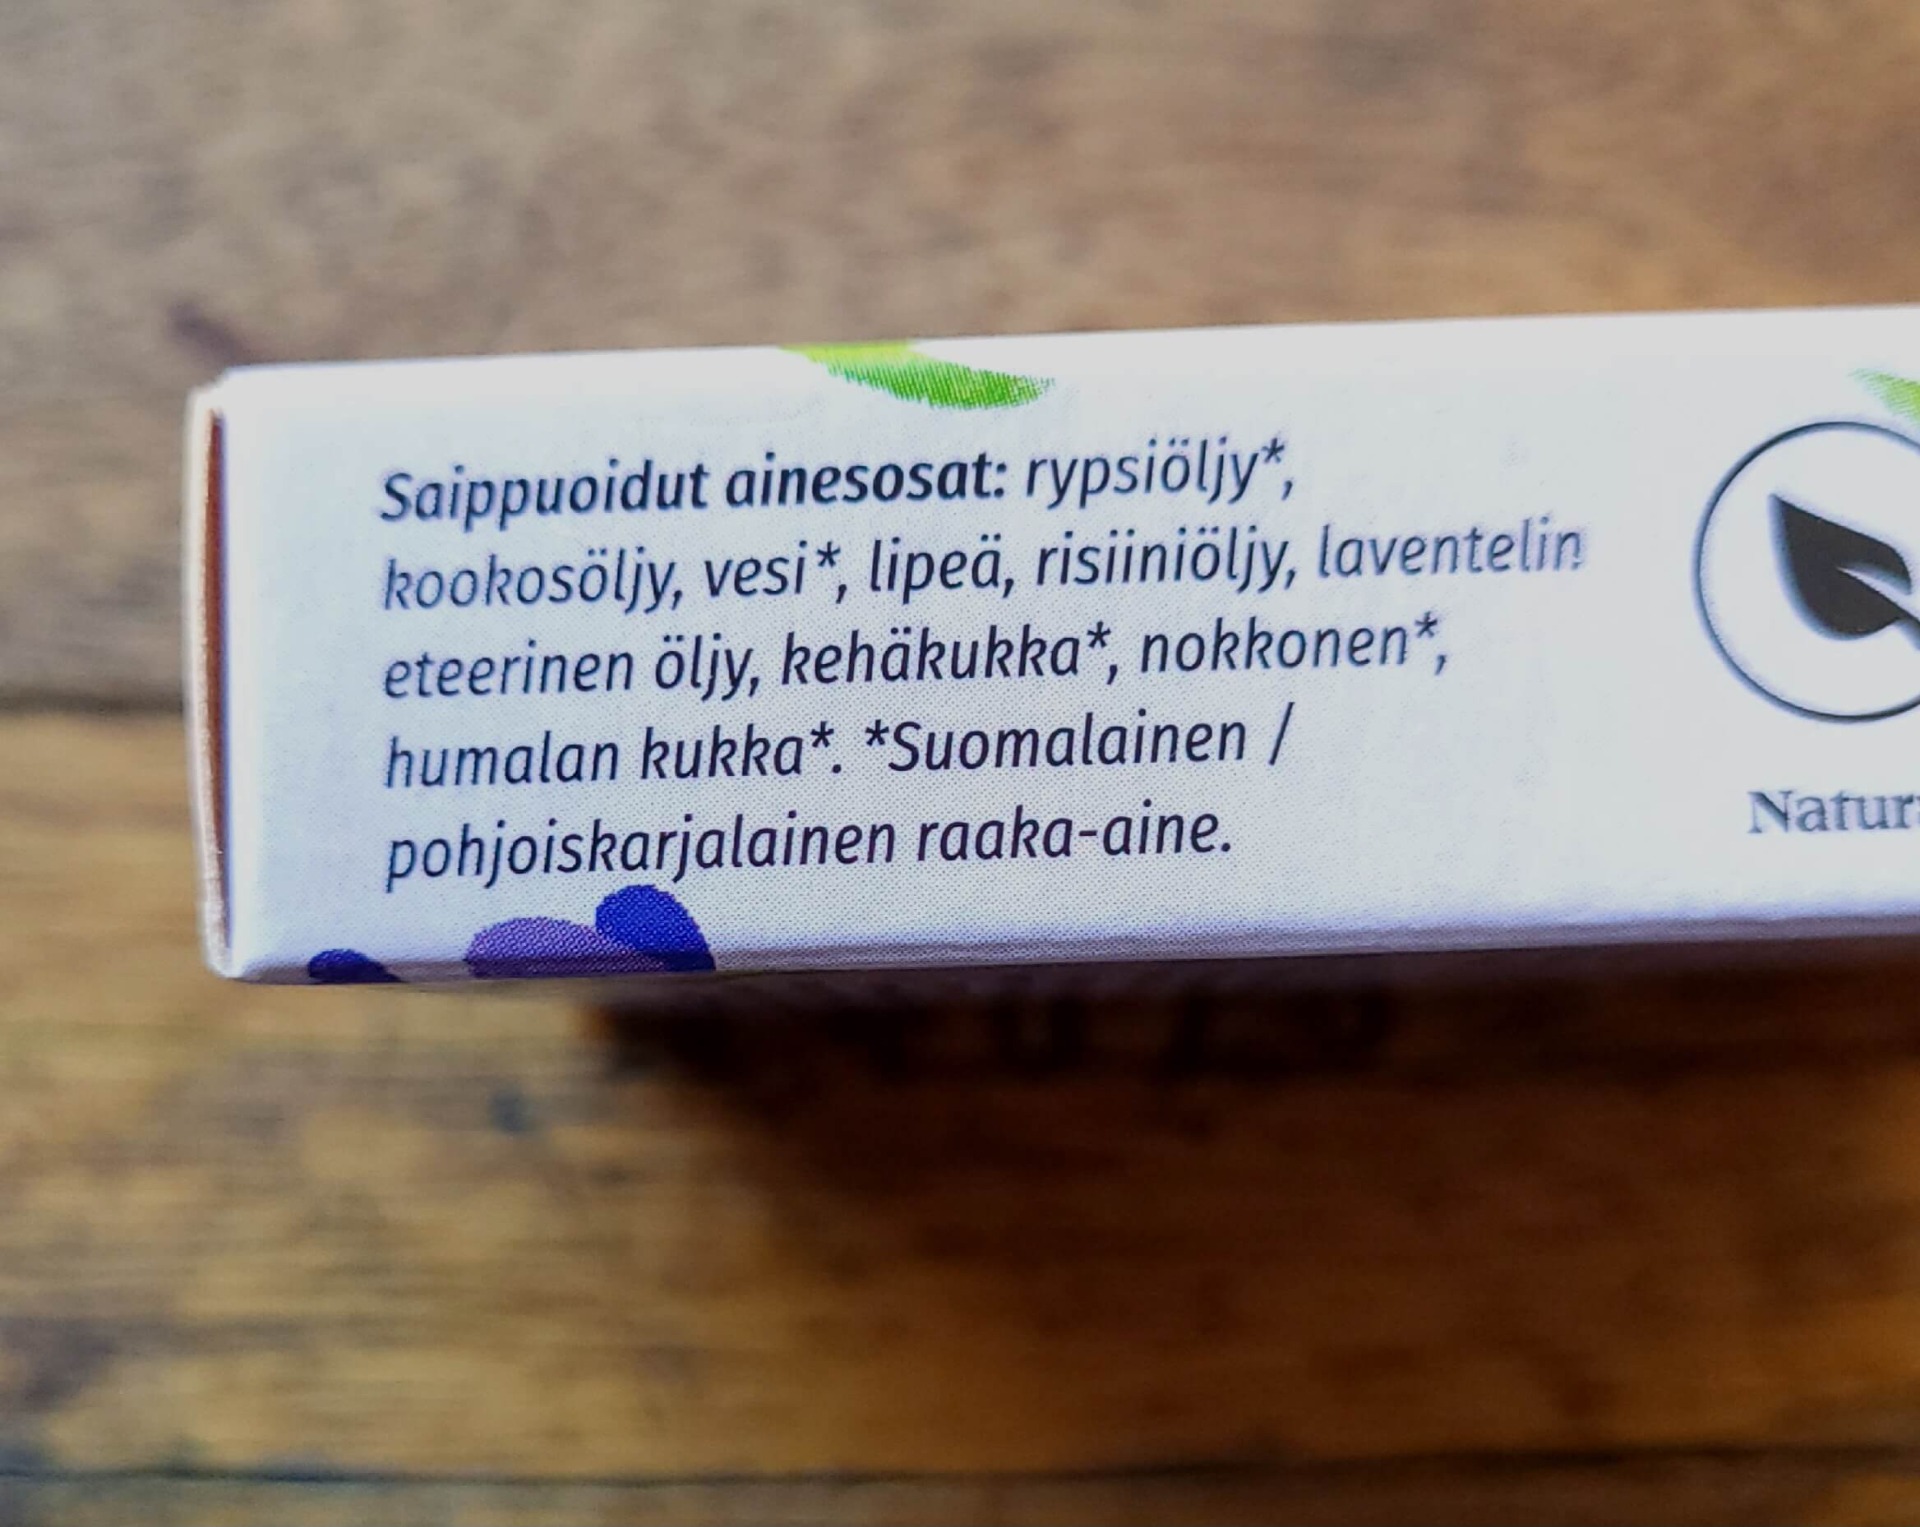 Saippuoidut ainesosat: rypsiöljy*,
kookosöljy, vesi*, lipeä, risiiniöljy, laventelin
eteerinen öljy, kehäkukka*, nokkonen*,
humalan kukka*. *Suomalainen /
pohjoiskarjalainen raaka-aine.